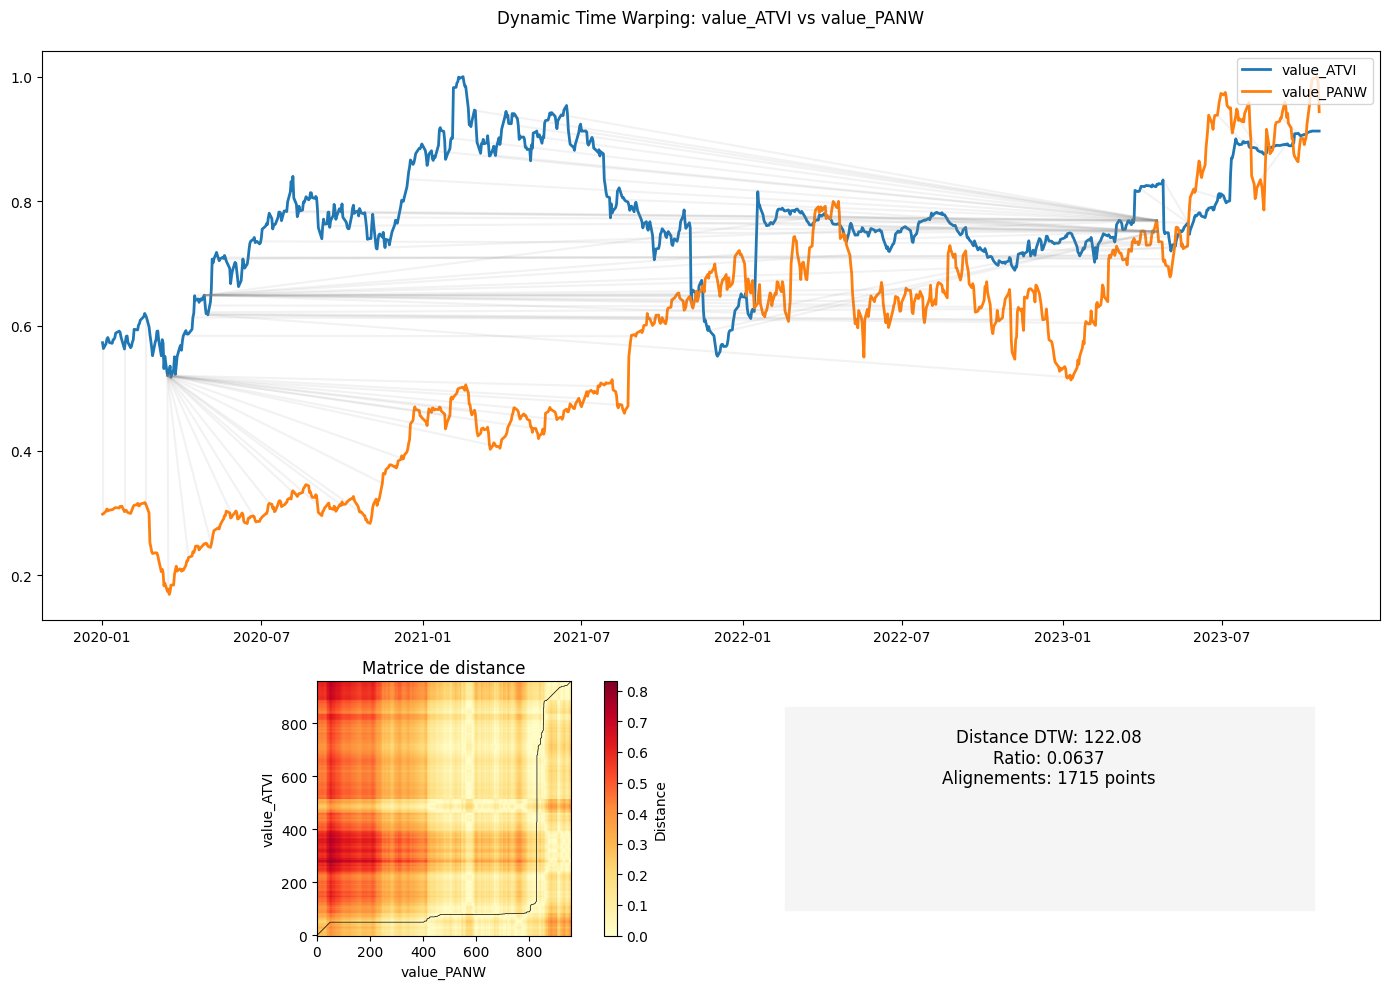 Dynamic Time Warping: value_ATVI vs value_PANW
value_ATVI
value_PANW
1.0
0.8
0.6
0.4
0.2
2020-01 2020-07 2021-01 2021-07 2022-01 2022-07 2023-01 2023-07
Matrice de distance
value_ATVI
800
600
400
200
0
0 200 400 600 800
value_PANW
0.8
0.7
0.6
0.5
0.4
0.3
0.2
0.1
0.0
Distance
Distance DTW: 122.08
Ratio: 0.0637
Alignements: 1715 points